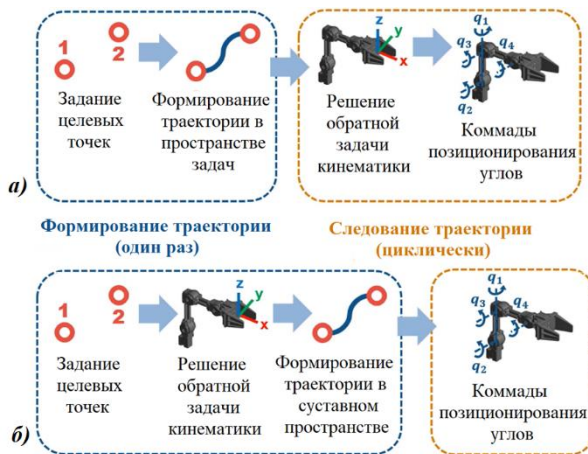 1
2
z
y
x
q₁
q₃
q₄
q₂
Задание
целевых
точек
Формирование
траектории в
пространстве
задач
Решение
обратной
задачи
кинематики
Коммады
позиционирования
углов
а)
Формирование траектории
(один раз)
Следование траектории
(циклически)
1
2
z
y
x
q₁
q₃
q₄
q₂
Задание
целевых
точек
Решение
обратной
задачи
кинематики
Формирование
траектории в
суставном
пространстве
Коммады
позиционирования
углов
б)